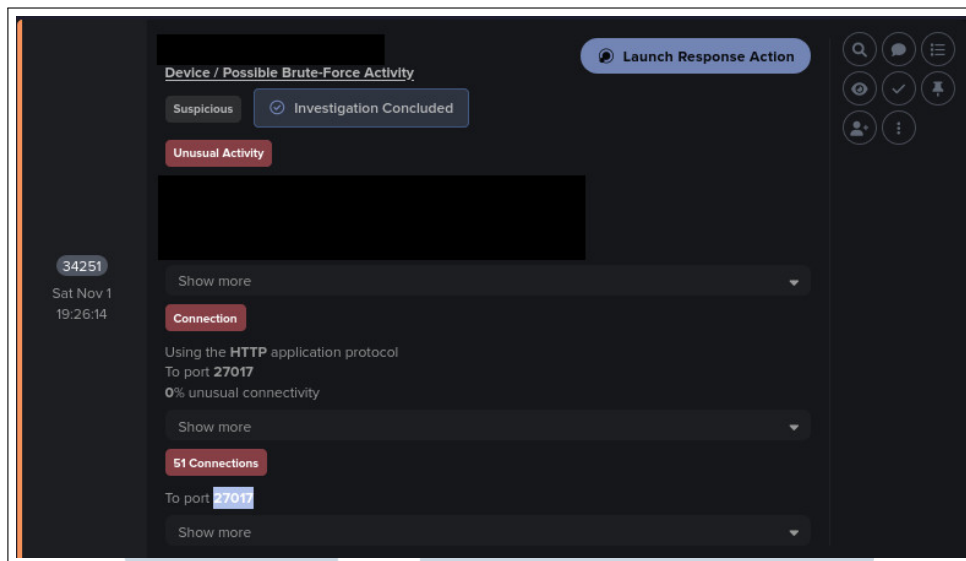 Launch Response Action
Device / Possible Brute-Force Activity
Suspicious
Investigation Concluded
Unusual Activity
34251
Sat Nov 1
19:26:14
Show more
Connection
Using the HTTP application protocol
To port 27017
0% unusual connectivity
Show more
51 Connections
To port 27017
Show more